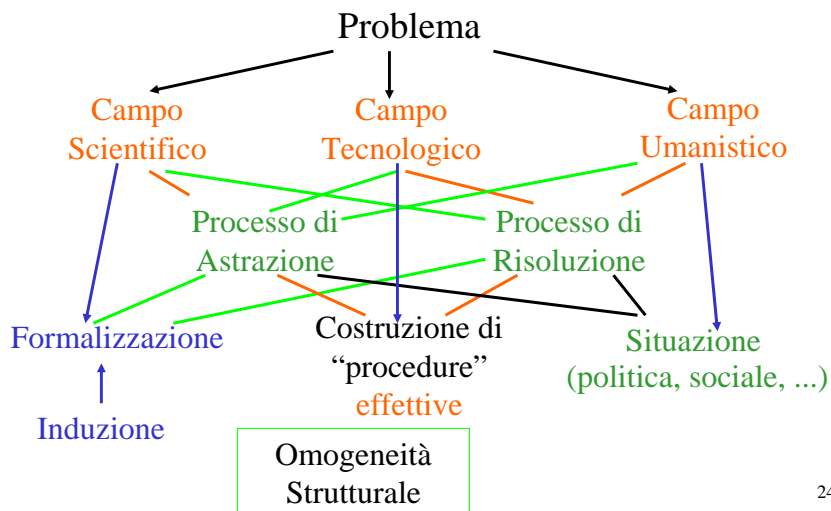 Problema
Campo
Scientifico
Campo
Tecnologico
Campo
Umanistico
Processo di
Astrazione
Processo di
Risoluzione
Formalizzazione
Costruzione di
“procedure”
effettive
Situazione
(politica, sociale, ...)
Induzione
Omogeneità
Strutturale
24